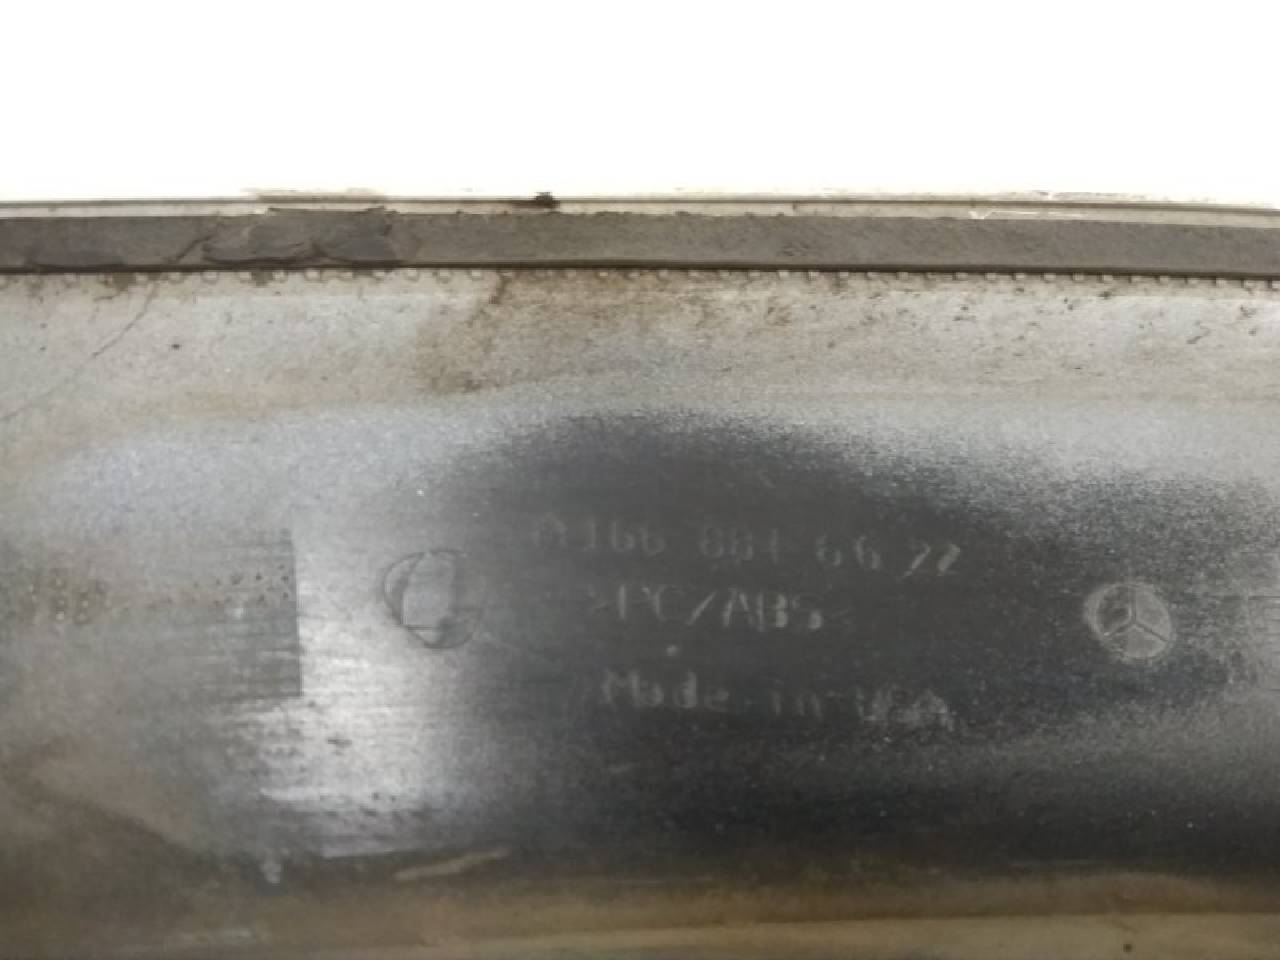 A166 884 66 22
>PC/ABS<
Made in USA